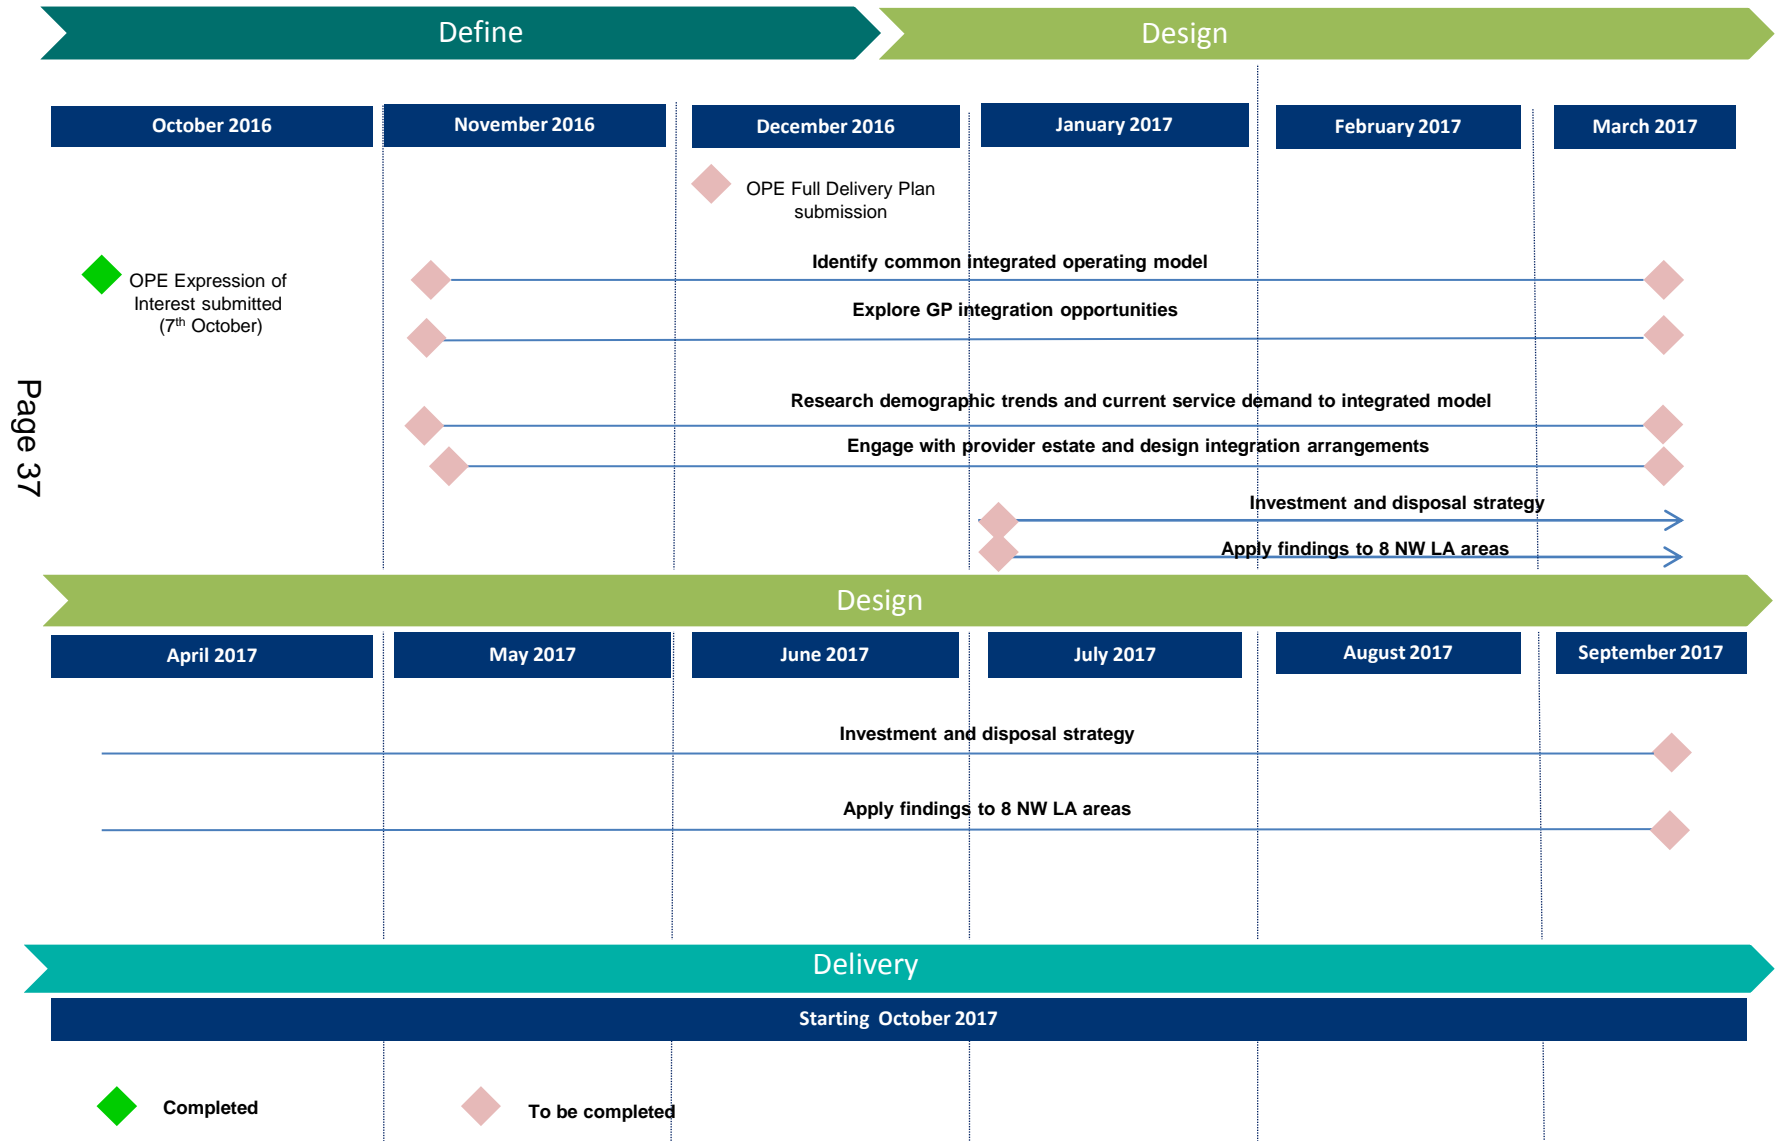 Define
Design
October 2016
November 2016
December 2016
January 2017
February 2017
March 2017
OPE Full Delivery Plan
submission
OPE Expression of
Interest submitted
(7th October)
Identify common integrated operating model
Explore GP integration opportunities
Research demographic trends and current service demand to integrated model
Engage with provider estate and design integration arrangements
Investment and disposal strategy
Apply findings to 8 NW LA areas
Page 37
Design
April 2017
May 2017
June 2017
July 2017
August 2017
September 2017
Investment and disposal strategy
Apply findings to 8 NW LA areas
Delivery
Starting October 2017
Completed
To be completed